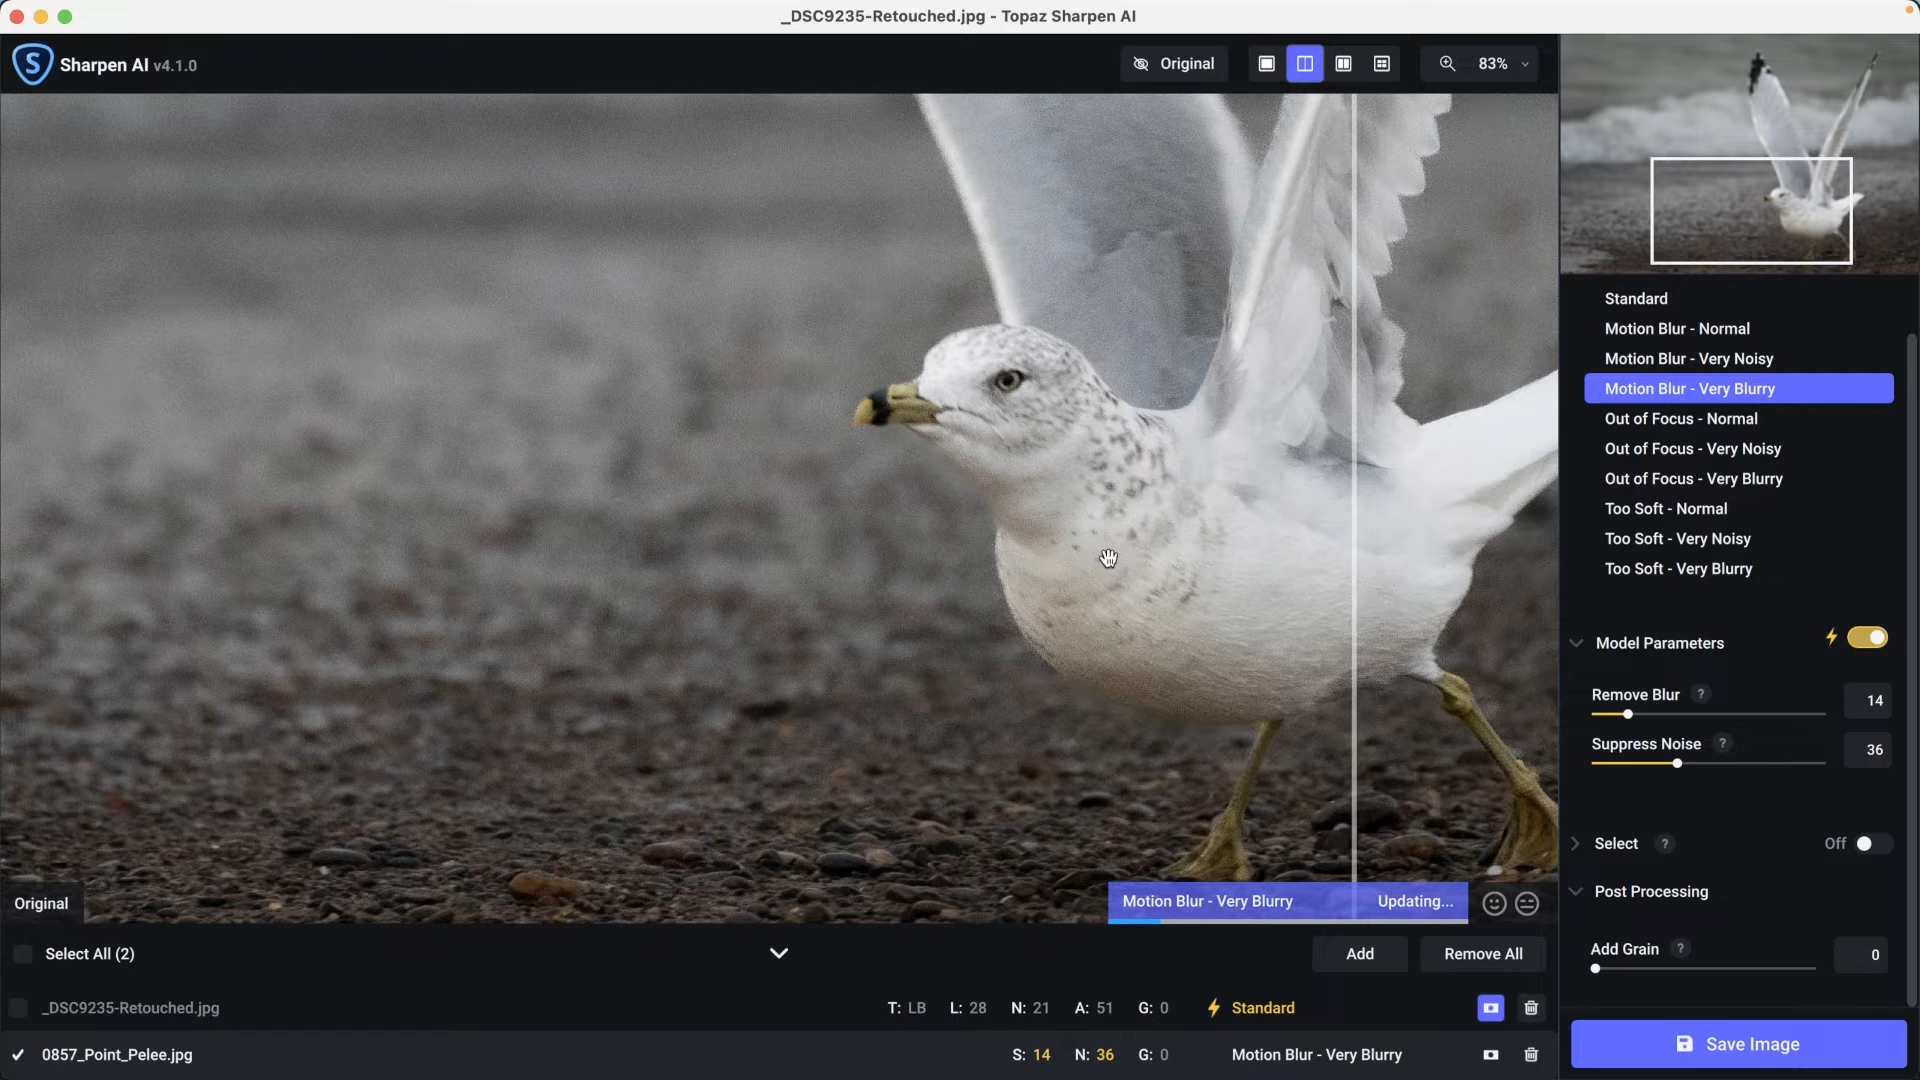 _DSC9235-Retouched.jpg - Topaz Sharpen AI
S Sharpen AI v4.1.0
Original
83%
Standard
Motion Blur - Normal
Motion Blur - Very Noisy
Motion Blur - Very Blurry
Out of Focus - Normal
Out of Focus - Very Noisy
Out of Focus - Very Blurry
Too Soft - Normal
Too Soft - Very Noisy
Too Soft - Very Blurry
Model Parameters
Remove Blur ? 14
Suppress Noise ? 36
Select ? Off
Post Processing
Add Grain ? 0
Save Image
Original
Motion Blur - Very Blurry Updating...
Select All (2)
Add Remove All
_DSC9235-Retouched.jpg T: LB L: 28 N: 21 A: 51 G: 0 Standard
0857_Point_Pelee.jpg S: 14 N: 36 G: 0 Motion Blur - Very Blurry